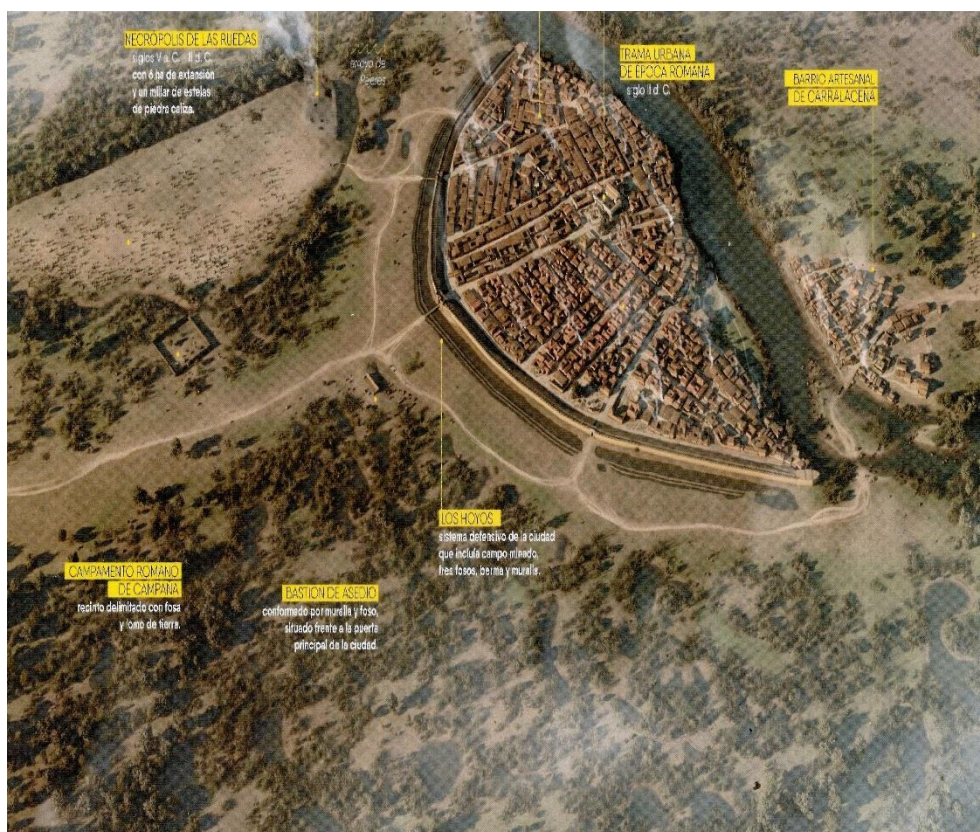 NECRÓPOLIS DE LAS RUEDAS
siglos V a. C. - II d. C.
con 6 ha de extensión
y un millar de estelas
de piedra caliza.
arroyo de
TRAMA URBANA
DE ÉPOCA ROMANA
siglo II d. C.
BARRIO ARTESANAL
DE CARRALACEÑA
LOS HOYOS
sistema defensivo de la ciudad
que incluía campo minado,
tres fosos, berma y muralla.
CAMPAMENTO ROMANO
DE CAMPAÑA
recinto delimitado con fosa
y lomo de tierra.
BASTIÓN DE ASEDIO
conformado por muralla y foso,
situado frente a la puerta
principal de la ciudad.